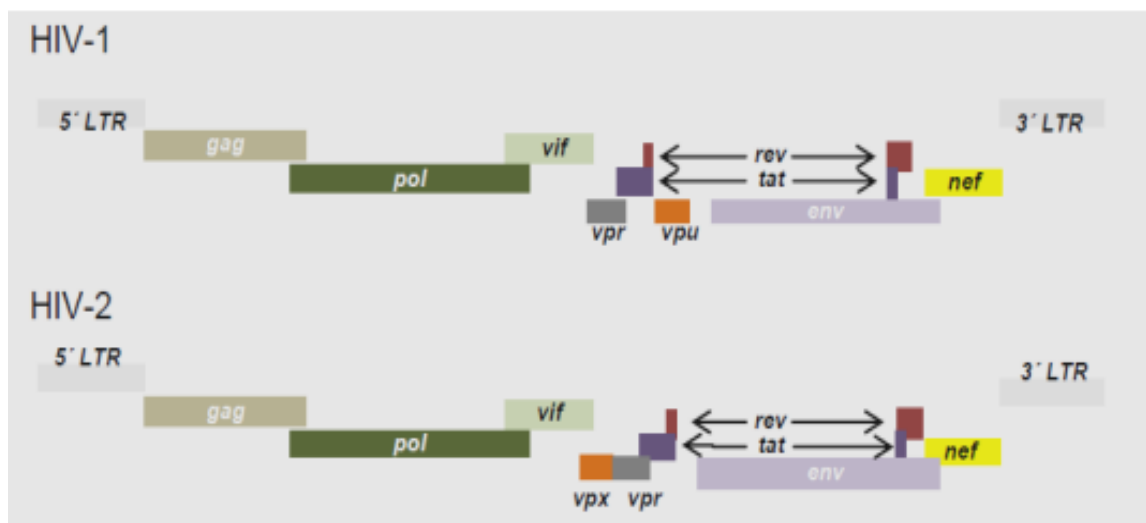 HIV-1
5´ LTR
gag
pol
vif
vpr
vpu
rev
tat
env
nef
3´ LTR
HIV-2
5´ LTR
gag
pol
vif
vpx
vpr
rev
tat
env
nef
3´ LTR